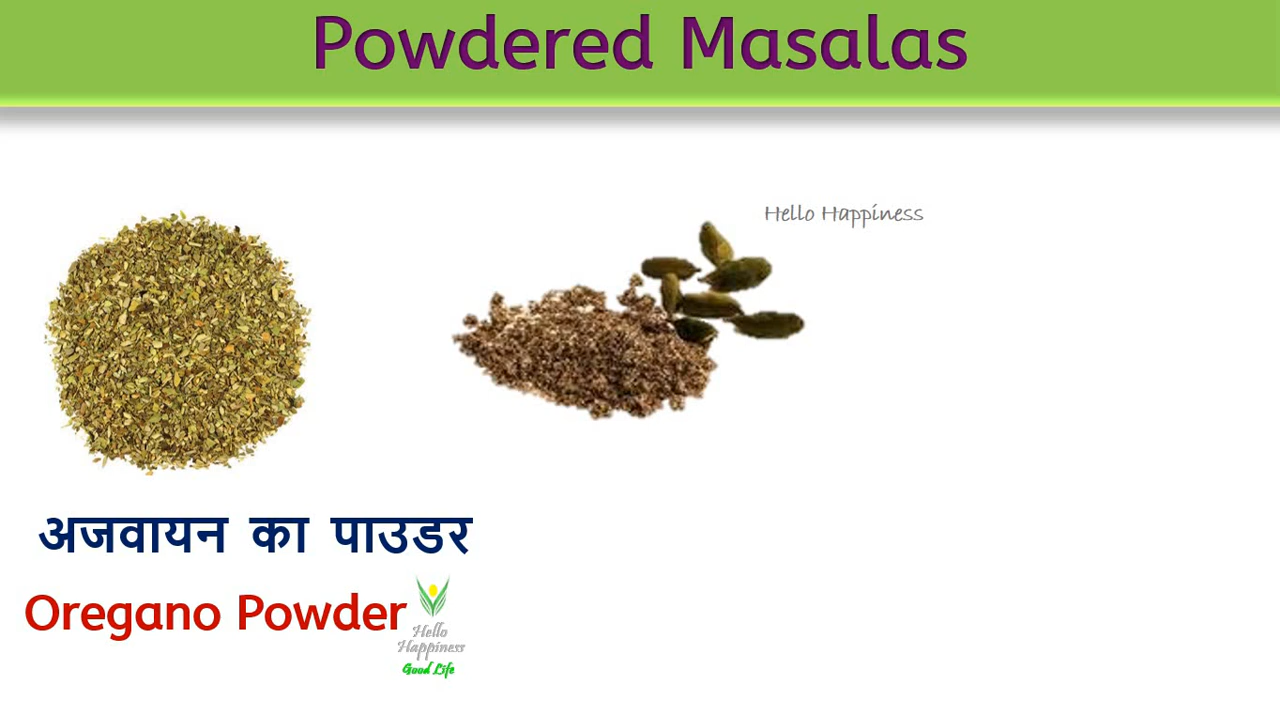 Powdered Masalas
Hello Happiness
अजवायन का पाउडर
Oregano Powder
Hello
Happiness
Good Life